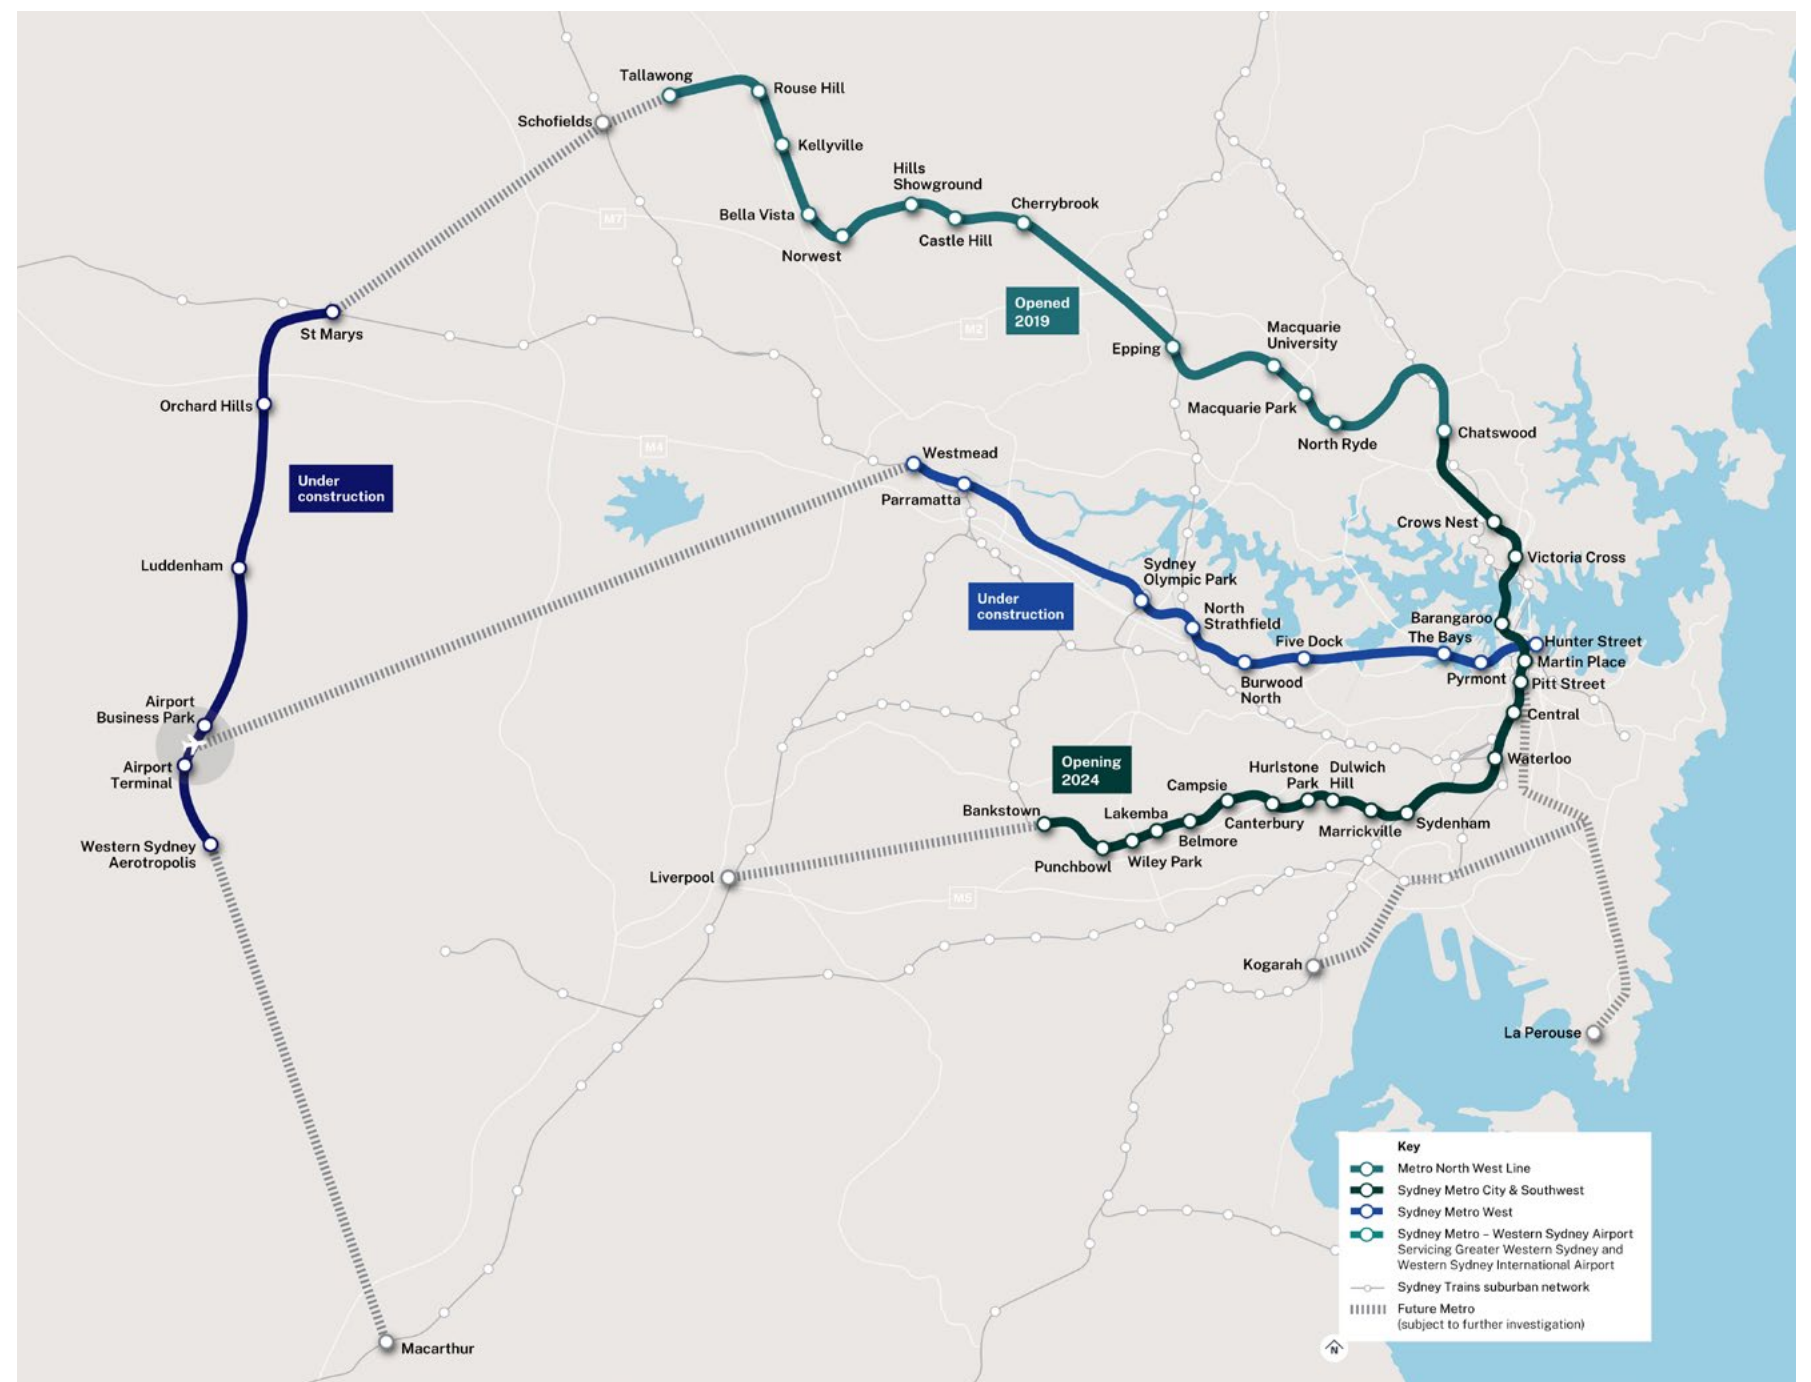 Tallawong
Rouse Hill
Schofields
Kellyville
Hills
Showground
Bella Vista
Cherrybrook
M7
Castle Hill
Norwest
Opened
2019
St Marys
M2
Macquarie
University
Epping
Orchard Hills
Macquarie Park
North Ryde
Chatswood
M4
Westmead
Under
construction
Parramatta
Crows Nest
Victoria Cross
Luddenham
Sydney
Olympic Park
Under
construction
North
Strathfield
Barangaroo
The Bays
Five Dock
Hunter Street
Martin Place
Pyrmont
Pitt Street
Burwood
North
Airport
Business Park
Central
Airport
Terminal
Opening
2024
Waterloo
Hurlstone
Park
Dulwich
Hill
Campsie
Bankstown
Lakemba
Canterbury
Marrickville
Sydenham
Belmore
Wiley Park
Punchbowl
Western Sydney
Aerotropolis
Liverpool
M5
Kogarah
La Perouse
Macarthur
Key
Metro North West Line
Sydney Metro City & Southwest
Sydney Metro West
Sydney Metro – Western Sydney Airport
Servicing Greater Western Sydney and
Western Sydney International Airport
Sydney Trains suburban network
Future Metro
(subject to further investigation)
N